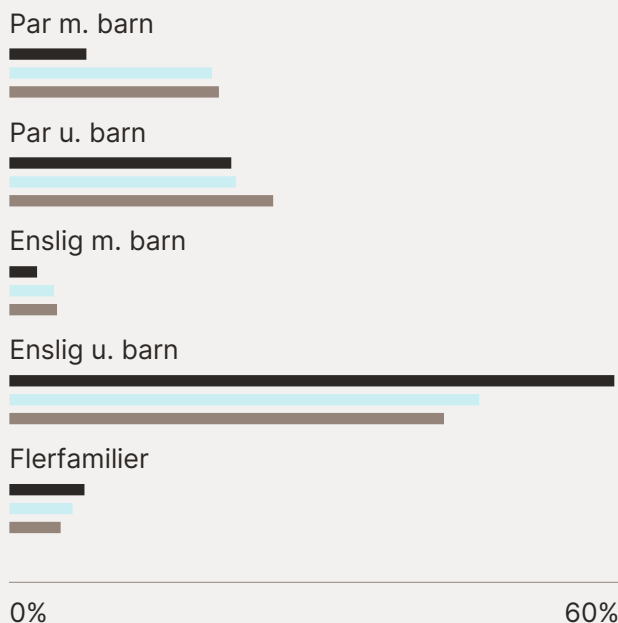 Par m. barn
Par u. barn
Enslig m. barn
Enslig u. barn
Flerfamilier
0% 60%